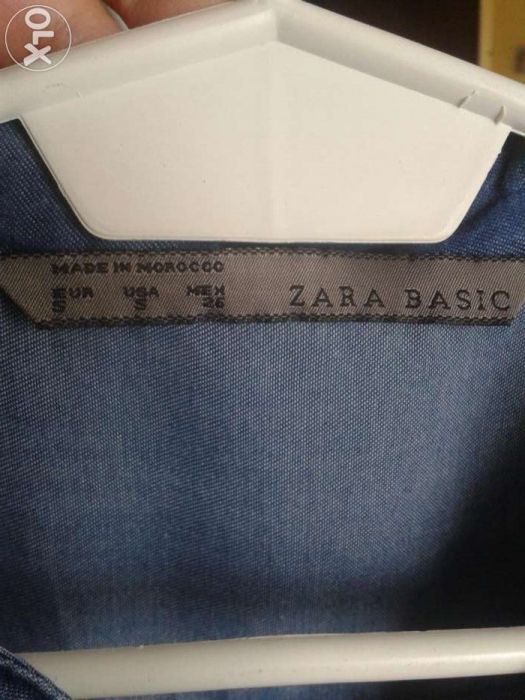 OLX
MADE IN MOROCCO
EUR USA MEX ZARA BASIC
S S 26